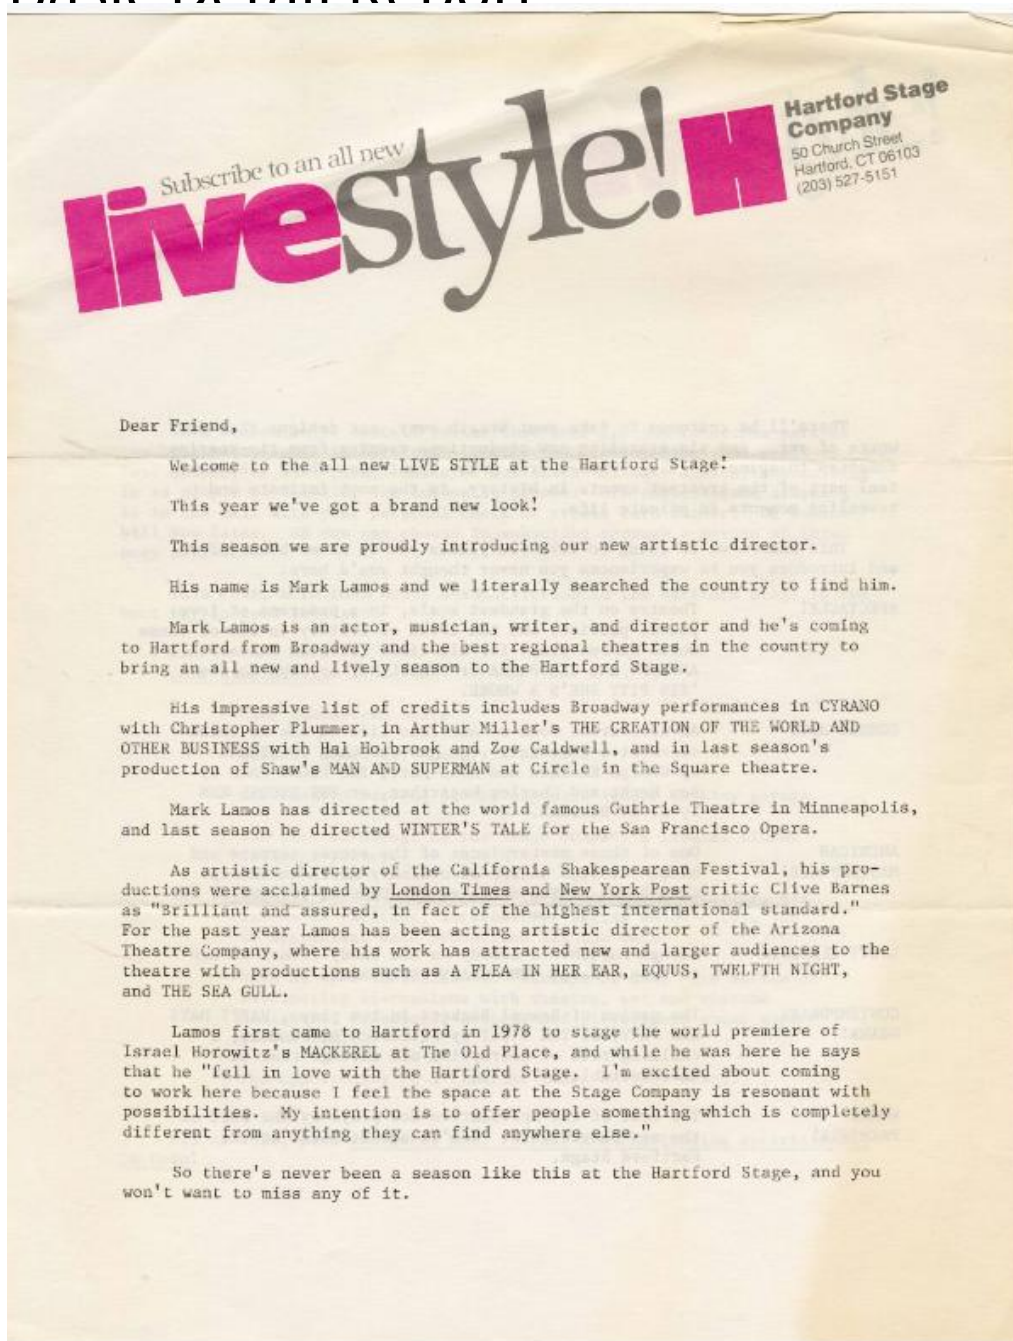 Subscribe to an all new
livestyle!
Hartford Stage
Company
50 Church Street
Hartford, CT 06103
(203) 527-5151
Dear Friend,
Welcome to the all new LIVE STYLE at the Hartford Stage!
This year we've got a brand new look!
This season we are proudly introducing our new artistic director.
His name is Mark Lamos and we literally searched the country to find him.
Mark Lamos is an actor, musician, writer, and director and he's coming
to Hartford from Broadway and the best regional theatres in the country to
bring an all new and lively season to the Hartford Stage.
His impressive list of credits includes Broadway performances in CYRANO
with Christopher Plummer, in Arthur Miller's THE CREATION OF THE WORLD AND
OTHER BUSINESS with Hal Holbrook and Zoe Caldwell, and in last season's
production of Shaw's MAN AND SUPERMAN at Circle in the Square theatre.
Mark Lamos has directed at the world famous Guthrie Theatre in Minneapolis,
and last season he directed WINTER'S TALE for the San Francisco Opera.
As artistic director of the California Shakespearean Festival, his pro-
ductions were acclaimed by London Times and New York Post critic Clive Barnes
as "Brilliant and assured, in fact of the highest international standard."
For the past year Lamos has been acting artistic director of the Arizona
Theatre Company, where his work has attracted new and larger audiences to the
theatre with productions such as A FLEA IN HER EAR, EQUUS, TWELFTH NIGHT,
and THE SEA GULL.
Lamos first came to Hartford in 1978 to stage the world premiere of
Israel Horowitz's MACKEREL at The Old Place, and while he was here he says
that he "fell in love with the Hartford Stage.  I'm excited about coming
to work here because I feel the space at the Stage Company is resonant with
possibilities.  My intention is to offer people something which is completely
different from anything they can find anywhere else."
So there's never been a season like this at the Hartford Stage, and you
won't want to miss any of it.